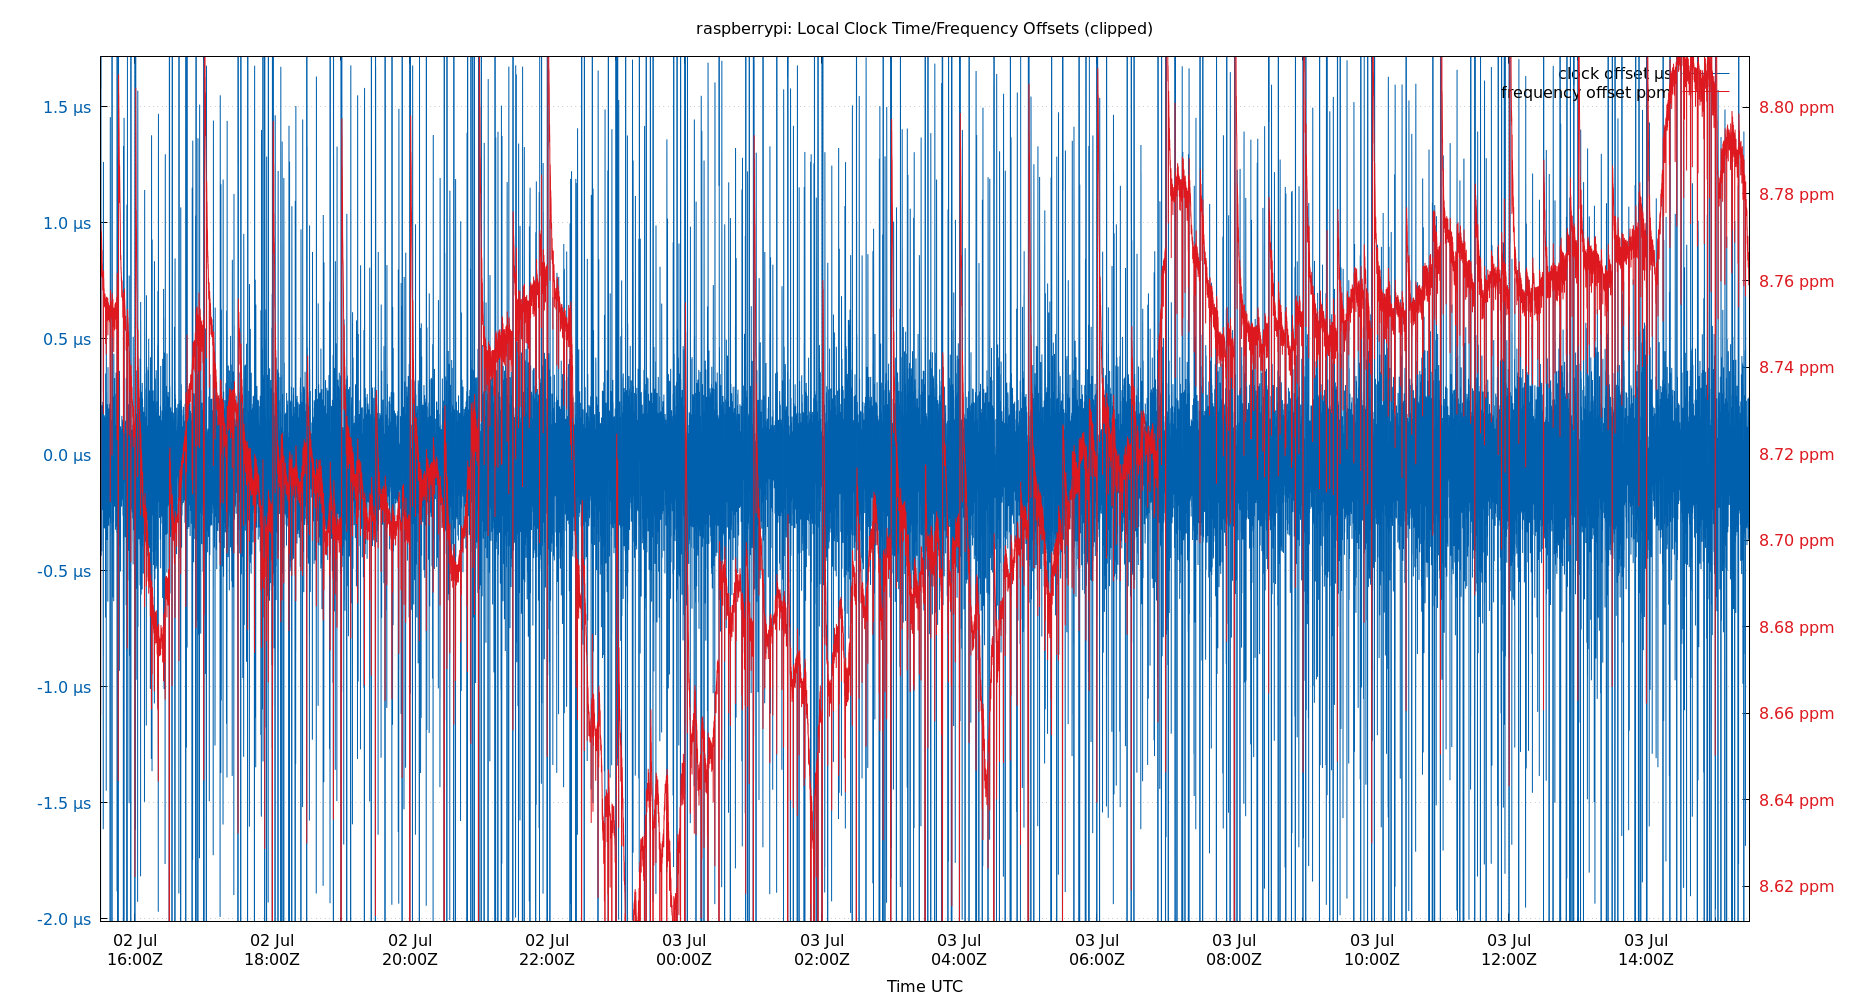 raspberrypi: Local Clock Time/Frequency Offsets (clipped)
clock offset µs
frequency offset ppm
1.5 µs
1.0 µs
0.5 µs
0.0 µs
-0.5 µs
-1.0 µs
-1.5 µs
-2.0 µs
8.80 ppm
8.78 ppm
8.76 ppm
8.74 ppm
8.72 ppm
8.70 ppm
8.68 ppm
8.66 ppm
8.64 ppm
8.62 ppm
02 Jul 02 Jul 02 Jul 02 Jul 03 Jul 03 Jul 03 Jul 03 Jul 03 Jul 03 Jul 03 Jul 03 Jul
16:00Z 18:00Z 20:00Z 22:00Z 00:00Z 02:00Z 04:00Z 06:00Z 08:00Z 10:00Z 12:00Z 14:00Z
Time UTC